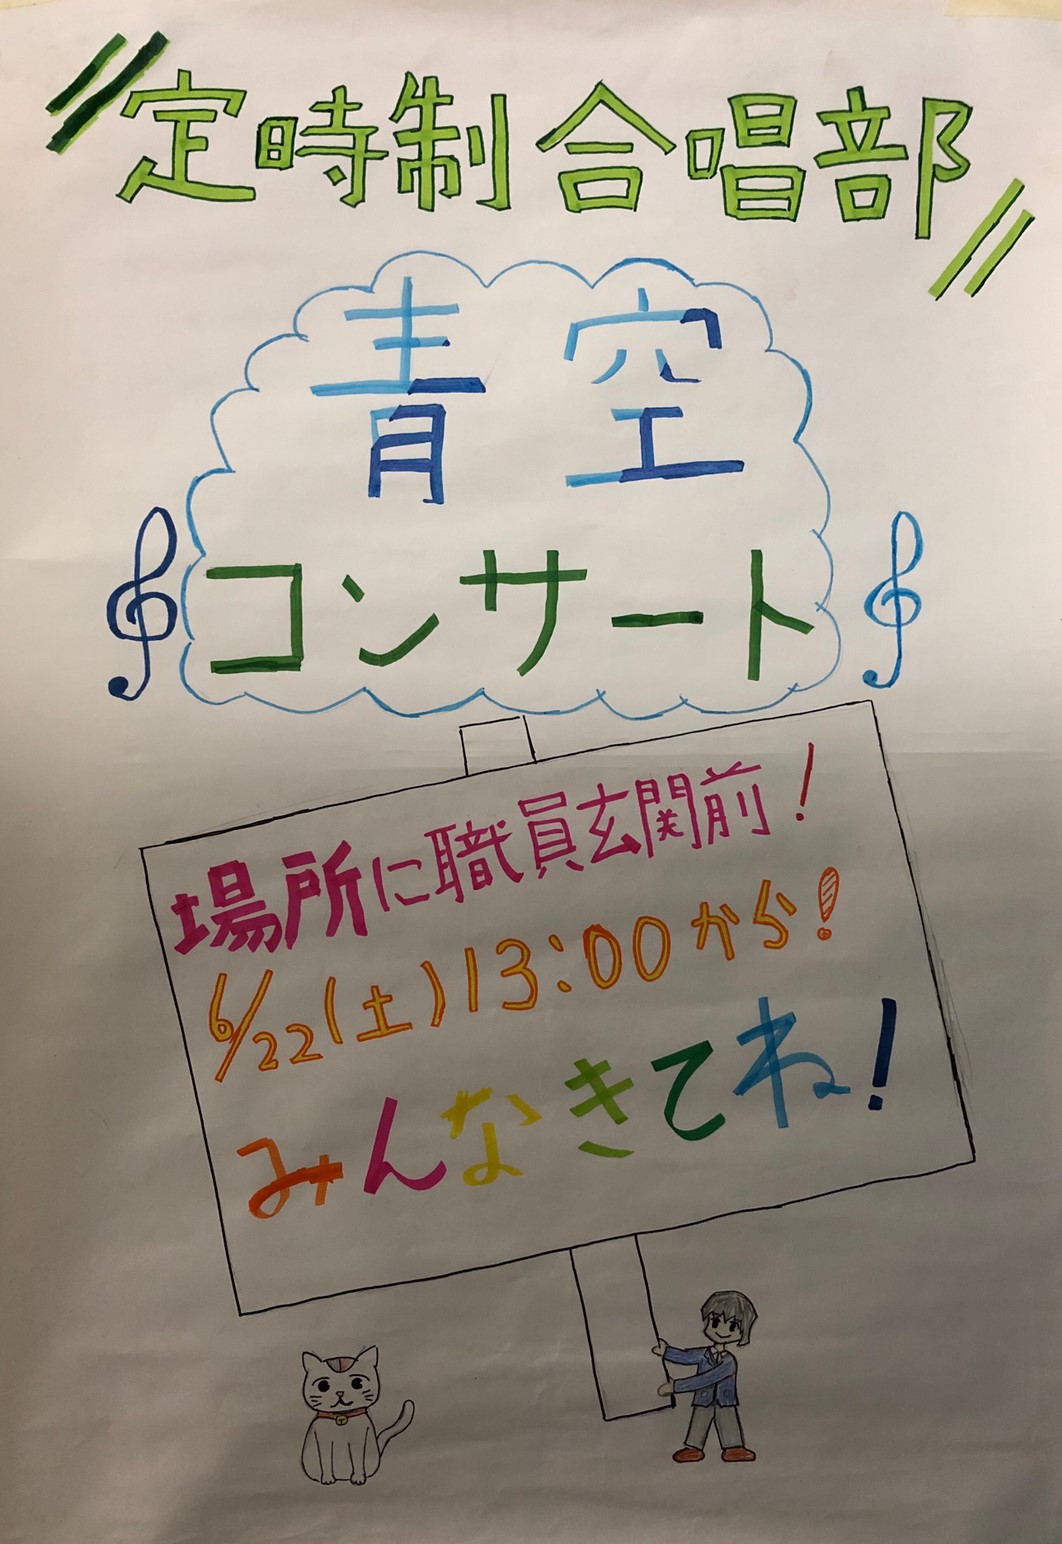 定時制合唱部
青空
コンサート
場所に職員玄関前!
6/22(土)13:00から!
みんなきてね!